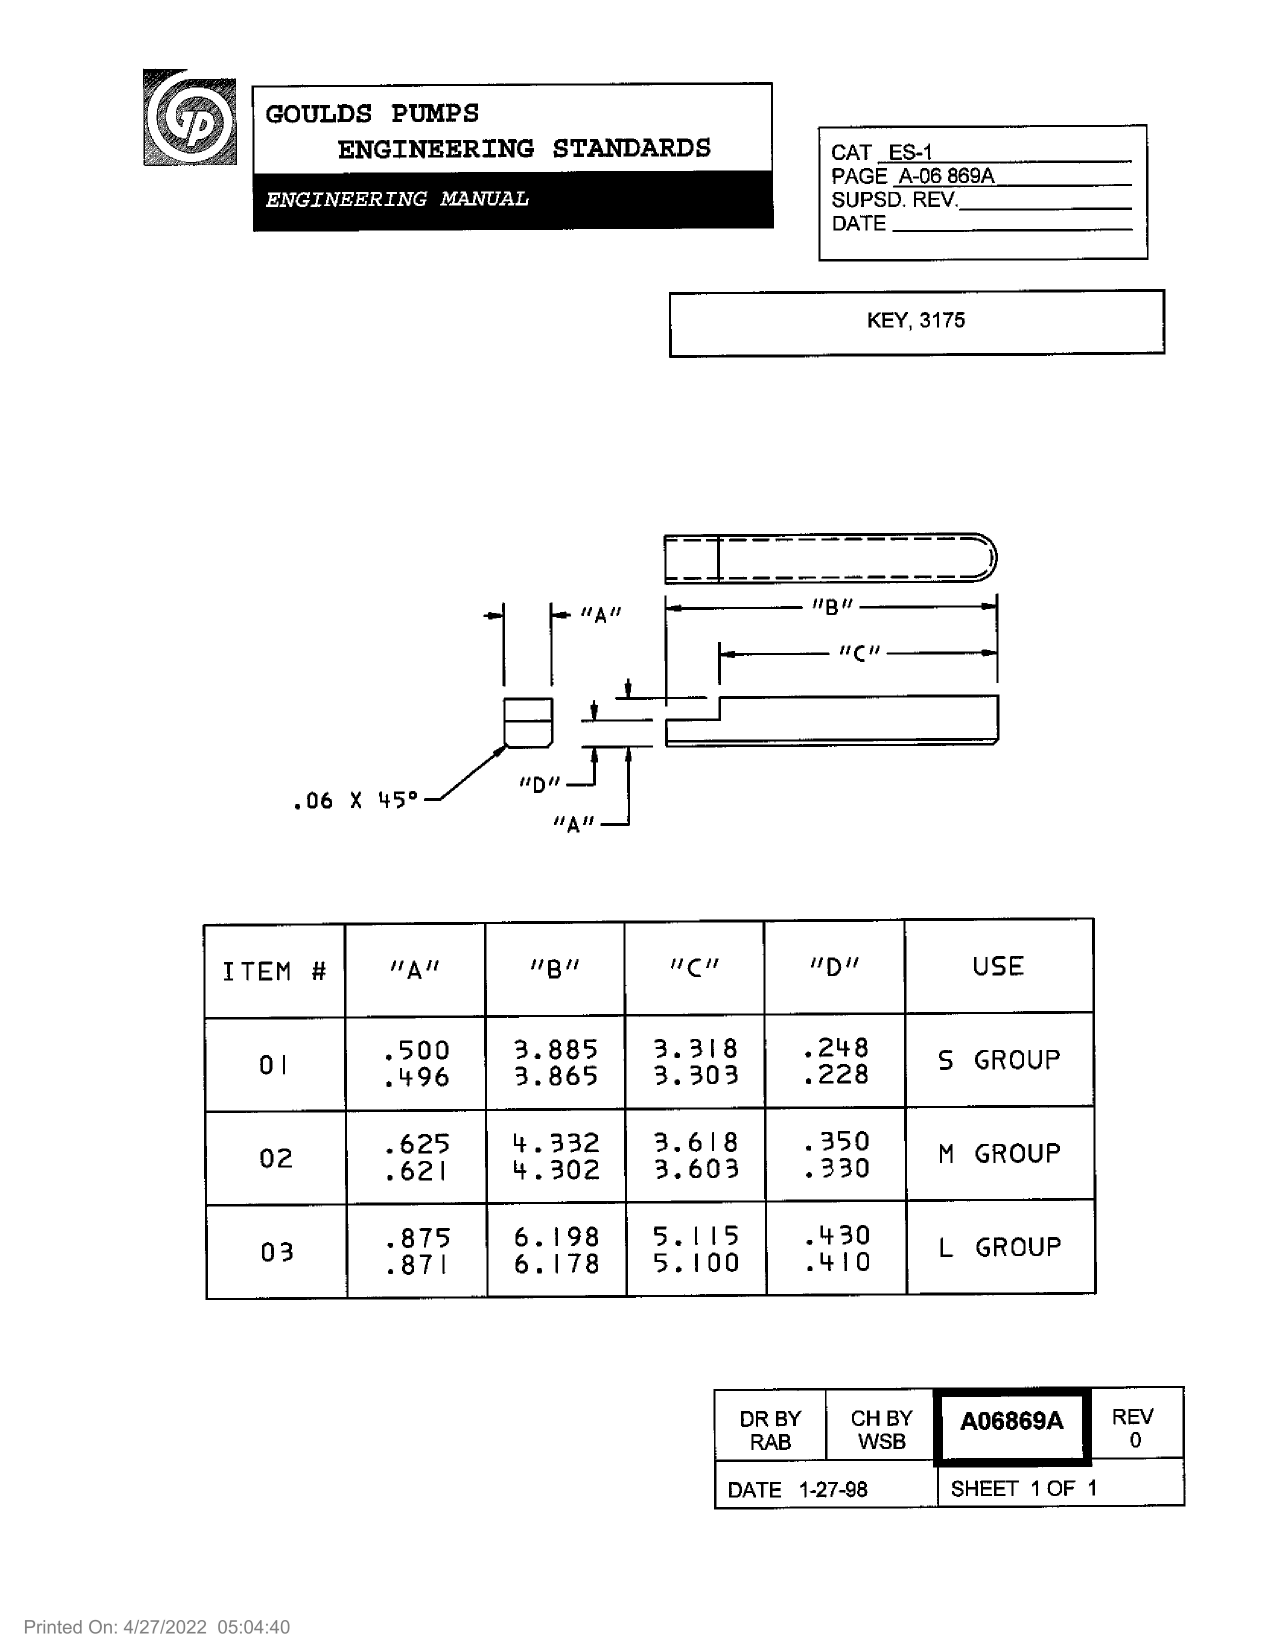 GP
GOULDS PUMPS
ENGINEERING STANDARDS
ENGINEERING MANUAL
CAT ES-1
PAGE A-06 869A
SUPSD. REV.
DATE
KEY, 3175
"B"
"A"
"C"
"D"
.06 X 45°
"A"
ITEM # "A" "B" "C" "D" USE
01 .500 3.885 3.318 .248 S GROUP
.496 3.865 3.303 .228
02 .625 4.332 3.618 .350 M GROUP
.621 4.302 3.603 .330
03 .875 6.198 5.115 .430 L GROUP
.871 6.178 5.100 .410
DR BY CH BY A06869A REV
RAB WSB 0
DATE 1-27-98 SHEET 1 OF 1
Printed On: 4/27/2022 05:04:40